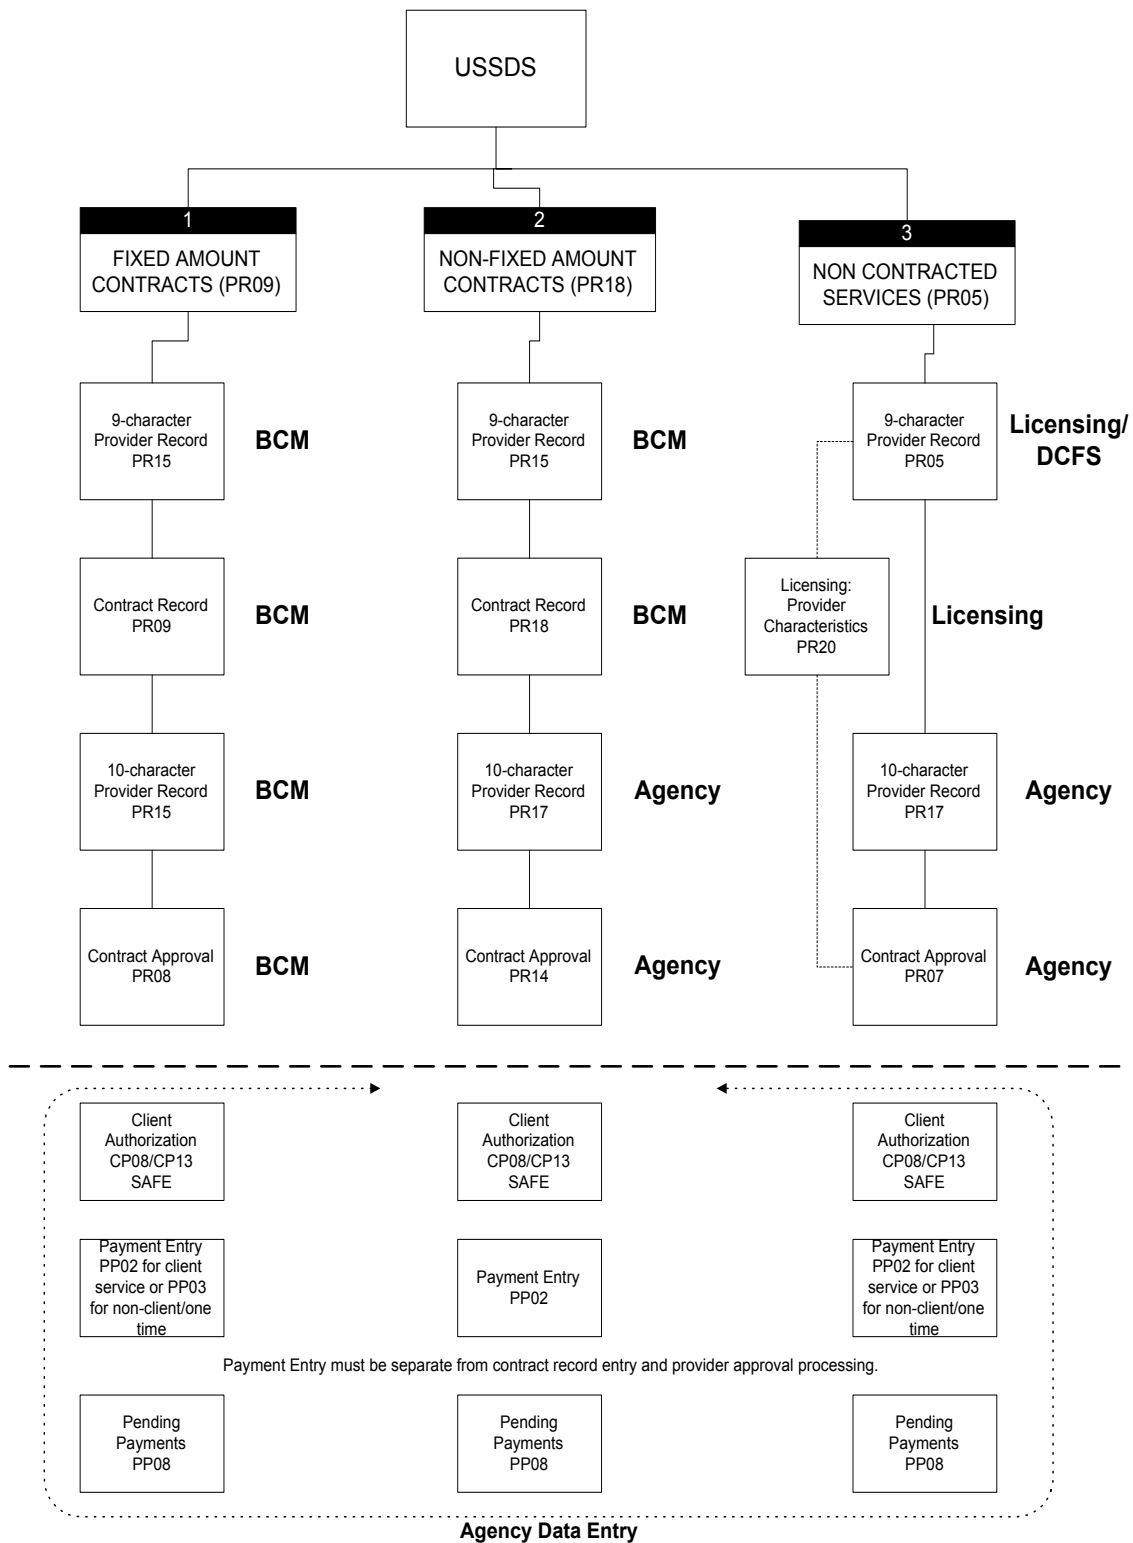 USSDS
1
FIXED AMOUNT
CONTRACTS (PR09)
2
NON-FIXED AMOUNT
CONTRACTS (PR18)
3
NON CONTRACTED
SERVICES (PR05)
9-character
Provider Record
PR15
BCM
9-character
Provider Record
PR15
BCM
9-character
Provider Record
PR05
Licensing/
DCFS
Contract Record
PR09
BCM
Contract Record
PR18
BCM
Licensing:
Provider
Characteristics
PR20
Licensing
10-character
Provider Record
PR15
BCM
10-character
Provider Record
PR17
Agency
10-character
Provider Record
PR17
Agency
Contract Approval
PR08
BCM
Contract Approval
PR14
Agency
Contract Approval
PR07
Agency
Client
Authorization
CP08/CP13
SAFE
Client
Authorization
CP08/CP13
SAFE
Client
Authorization
CP08/CP13
SAFE
Payment Entry
PP02 for client
service or PP03
for non-client/one
time
Payment Entry
PP02
Payment Entry
PP02 for client
service or PP03
for non-client/one
time
Payment Entry must be separate from contract record entry and provider approval processing.
Pending
Payments
PP08
Pending
Payments
PP08
Pending
Payments
PP08
Agency Data Entry